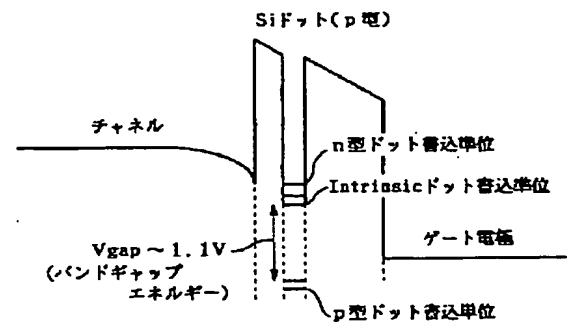 Siドット(p型)
チャネル
n型ドット書込準位
Intrinsicドット書込準位
Vgap～1.1V
(バンドギャップ
エネルギー)
ゲート電極
p型ドット書込単位